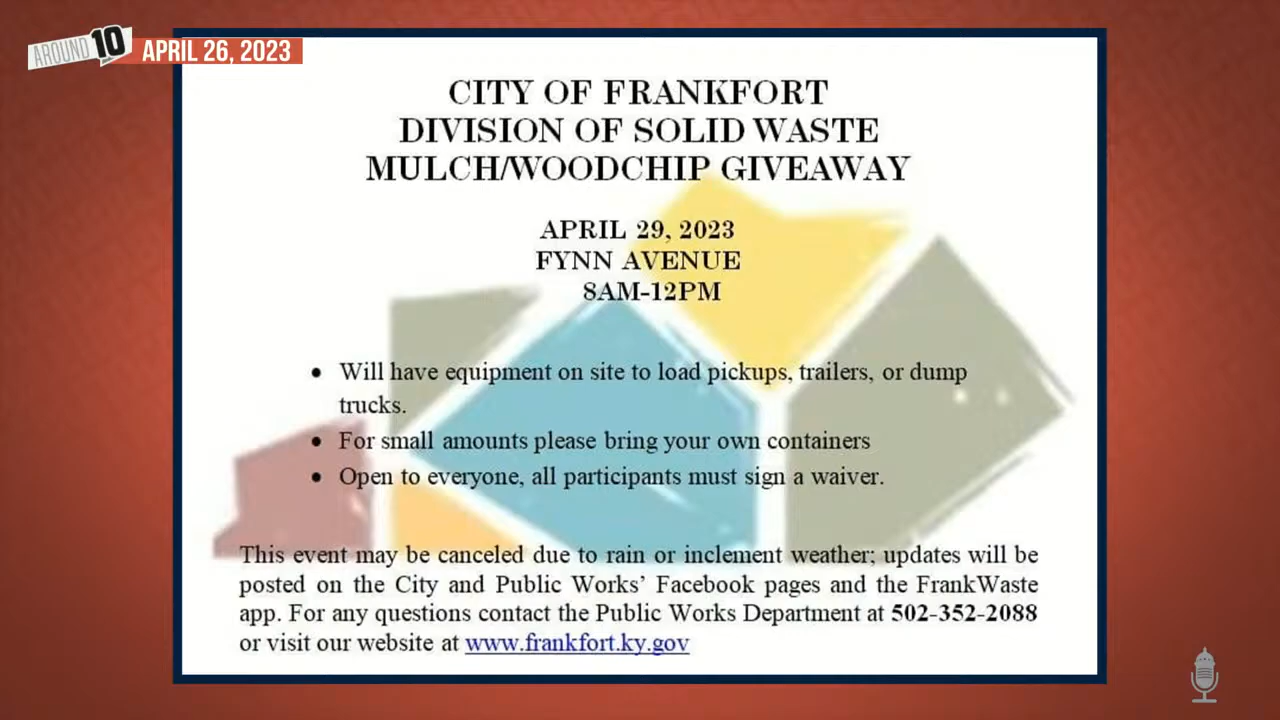 AROUND 10 APRIL 26, 2023
CITY OF FRANKFORT
DIVISION OF SOLID WASTE
MULCH/WOODCHIP GIVEAWAY
APRIL 29, 2023
FYNN AVENUE
8AM-12PM
• Will have equipment on site to load pickups, trailers, or dump
trucks.
• For small amounts please bring your own containers
• Open to everyone, all participants must sign a waiver.
This event may be canceled due to rain or inclement weather; updates will be
posted on the City and Public Works’ Facebook pages and the FrankWaste
app. For any questions contact the Public Works Department at 502-352-2088
or visit our website at www.frankfort.ky.gov